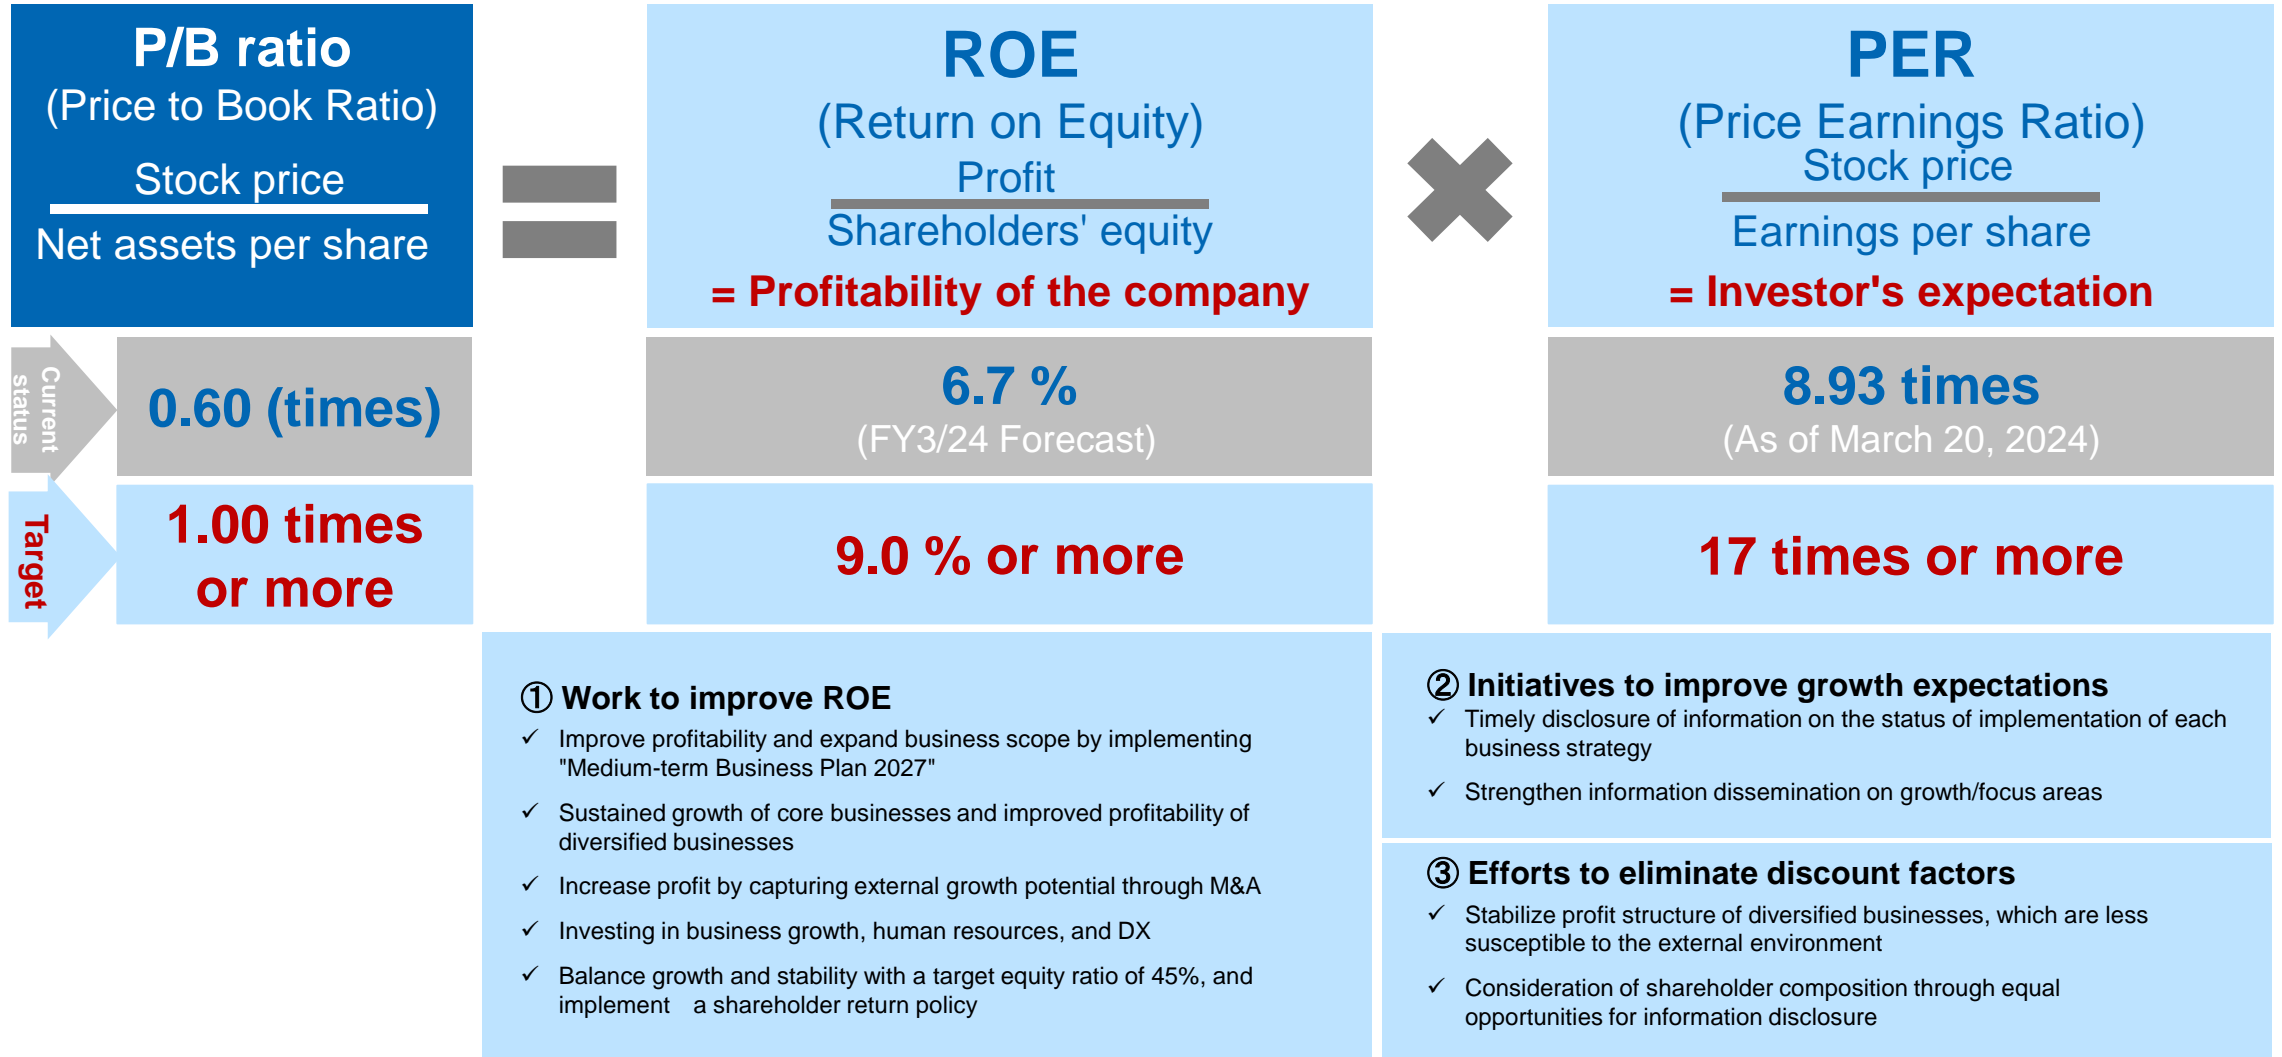 P/B ratio
(Price to Book Ratio)
Stock price
Net assets per share
ROE
(Return on Equity)
Profit
Shareholders' equity
= Profitability of the company
PER
(Price Earnings Ratio)
Stock price
Earnings per share
= Investor's expectation
Current
status
0.60 (times)
6.7 %
(FY3/24 Forecast)
8.93 times
(As of March 20, 2024)
Target
1.00 times
or more
9.0 % or more
17 times or more
① Work to improve ROE
✓ Improve profitability and expand business scope by implementing
"Medium-term Business Plan 2027"
✓ Sustained growth of core businesses and improved profitability of
diversified businesses
✓ Increase profit by capturing external growth potential through M&A
✓ Investing in business growth, human resources, and DX
✓ Balance growth and stability with a target equity ratio of 45%, and
implement a shareholder return policy
② Initiatives to improve growth expectations
✓ Timely disclosure of information on the status of implementation of each
business strategy
✓ Strengthen information dissemination on growth/focus areas
③ Efforts to eliminate discount factors
✓ Stabilize profit structure of diversified businesses, which are less
susceptible to the external environment
✓ Consideration of shareholder composition through equal
opportunities for information disclosure